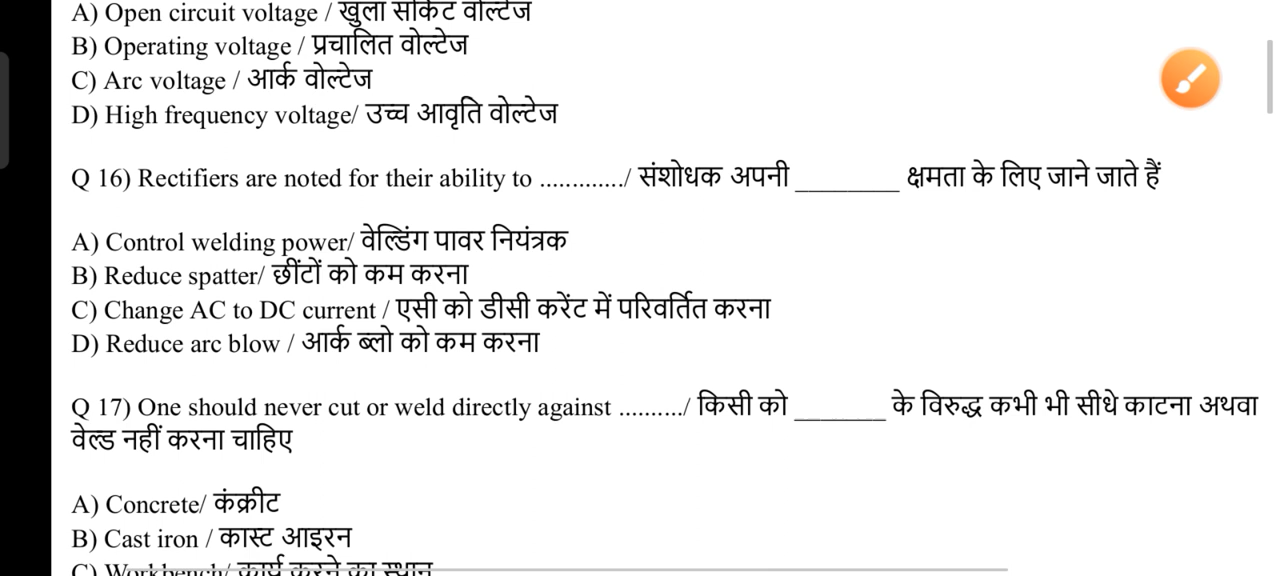 A) Open circuit voltage / खुला सर्किट वोल्टेज
B) Operating voltage / प्रचालित वोल्टेज
C) Arc voltage / आर्क वोल्टेज
D) High frequency voltage/ उच्च आवृति वोल्टेज
Q 16) Rectifiers are noted for their ability to ............./ संशोधक अपनी ________ क्षमता के लिए जाने जाते हैं
A) Control welding power/ वेल्डिंग पावर नियंत्रक
B) Reduce spatter/ छींटों को कम करना
C) Change AC to DC current / एसी को डीसी करेंट में परिवर्तित करना
D) Reduce arc blow / आर्क ब्लो को कम करना
Q 17) One should never cut or weld directly against ........../ किसी को _______ के विरुद्ध कभी भी सीधे काटना अथवा
वेल्ड नहीं करना चाहिए
A) Concrete/ कंक्रीट
B) Cast iron / कास्ट आइरन
C) Workbench/ कार्य करने का स्थान